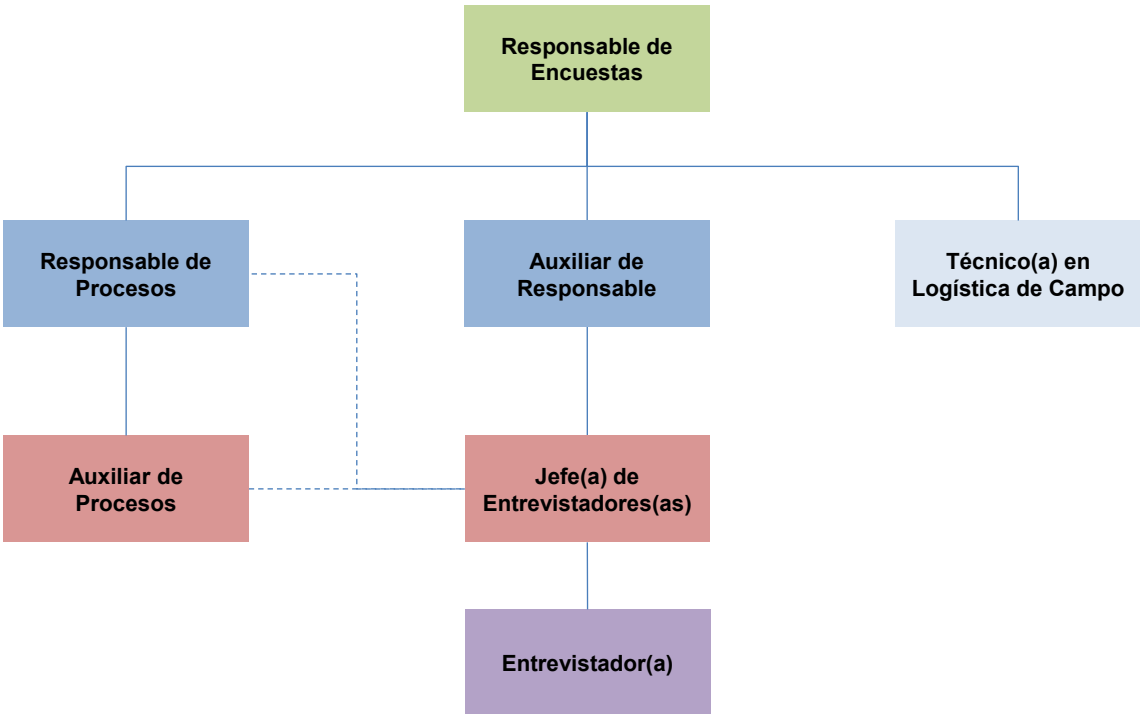 Responsable de
Encuestas
Responsable de
Procesos
Auxiliar de
Responsable
Técnico(a) en
Logística de Campo
Auxiliar de
Procesos
Jefe(a) de
Entrevistadores(as)
Entrevistador(a)